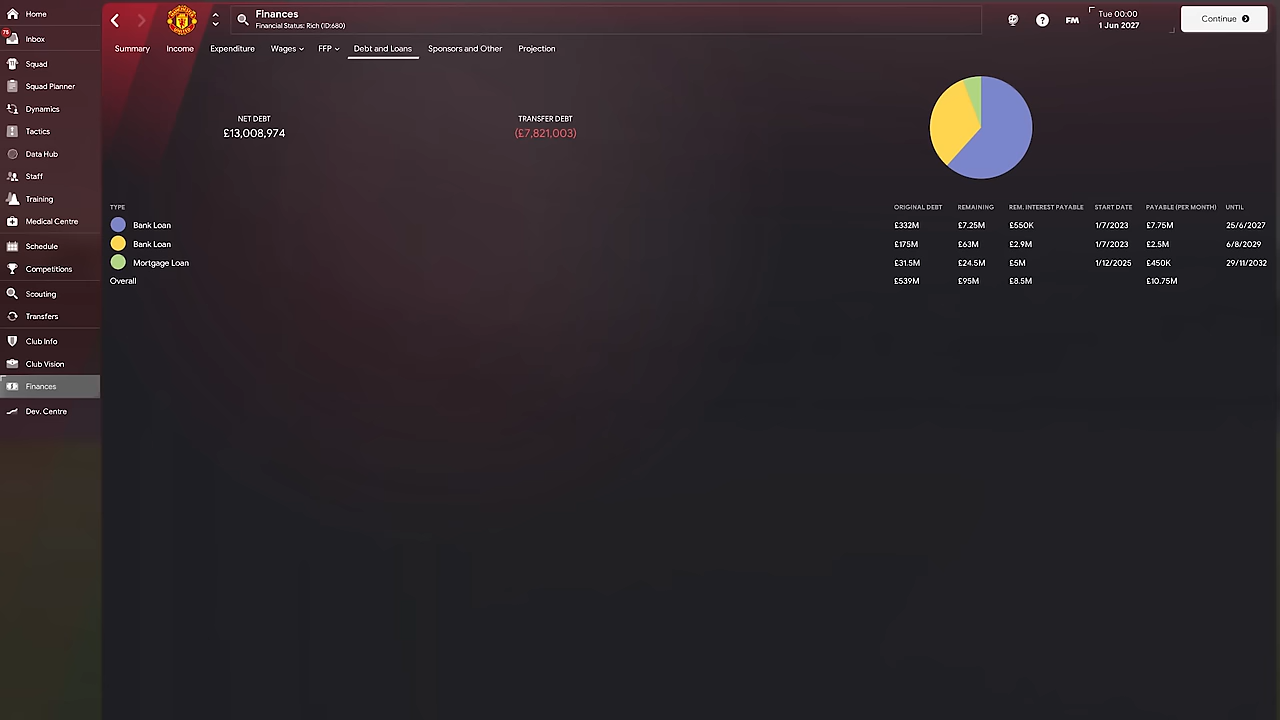 Home
75
Inbox
Squad
Squad Planner
Dynamics
Tactics
Data Hub
Staff
Training
Medical Centre
Schedule
Competitions
Scouting
Transfers
Club Info
Club Vision
Finances
Dev. Centre
Finances
Financial Status: Rich (ID:680)
FM
Tue 00:00
1 Jun 2027
Continue
Summary Income Expenditure Wages FFP Debt and Loans Sponsors and Other Projection
NET DEBT
£13,008,974
TRANSFER DEBT
(£7,821,003)
TYPE ORIGINAL DEBT REMAINING REM. INTEREST PAYABLE START DATE PAYABLE (PER MONTH) UNTIL
Bank Loan £332M £7.25M £550K 1/7/2023 £7.75M 25/6/2027
Bank Loan £175M £63M £2.9M 1/7/2023 £2.5M 6/8/2029
Mortgage Loan £31.5M £24.5M £5M 1/12/2025 £450K 29/11/2032
Overall £539M £95M £8.5M £10.75M